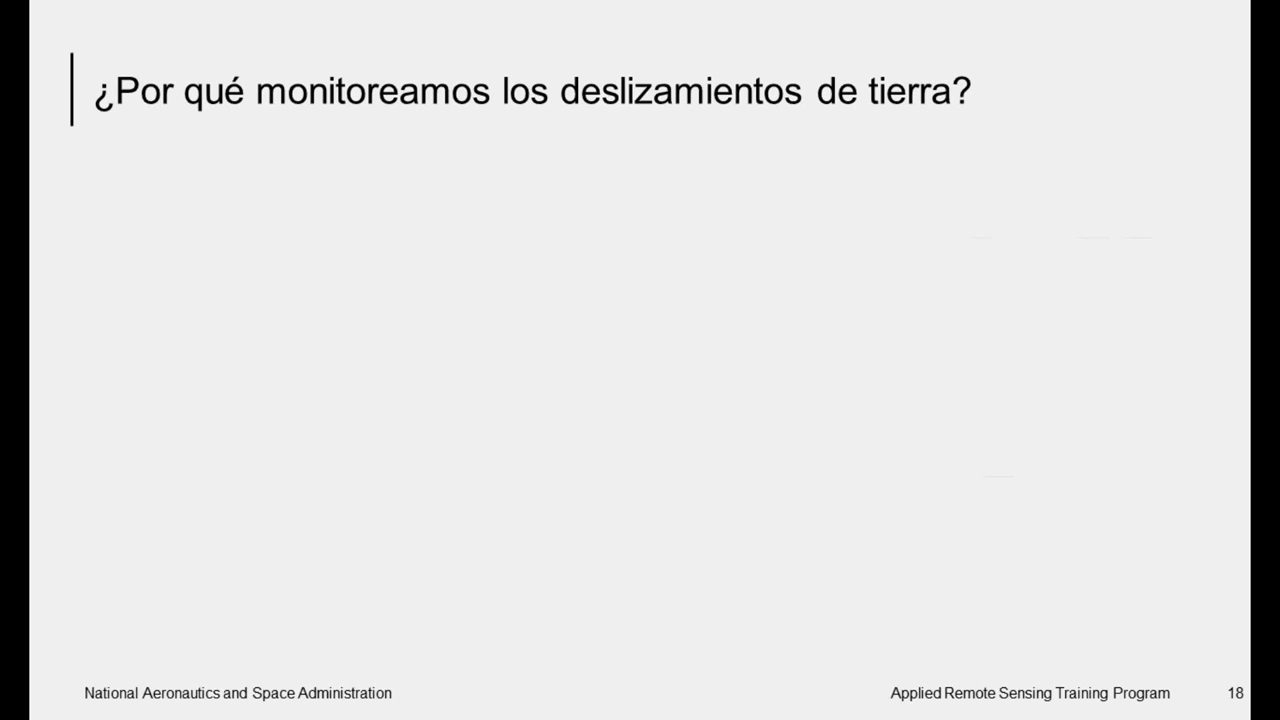 ¿Por qué monitoreamos los deslizamientos de tierra?
National Aeronautics and Space Administration
Applied Remote Sensing Training Program
18